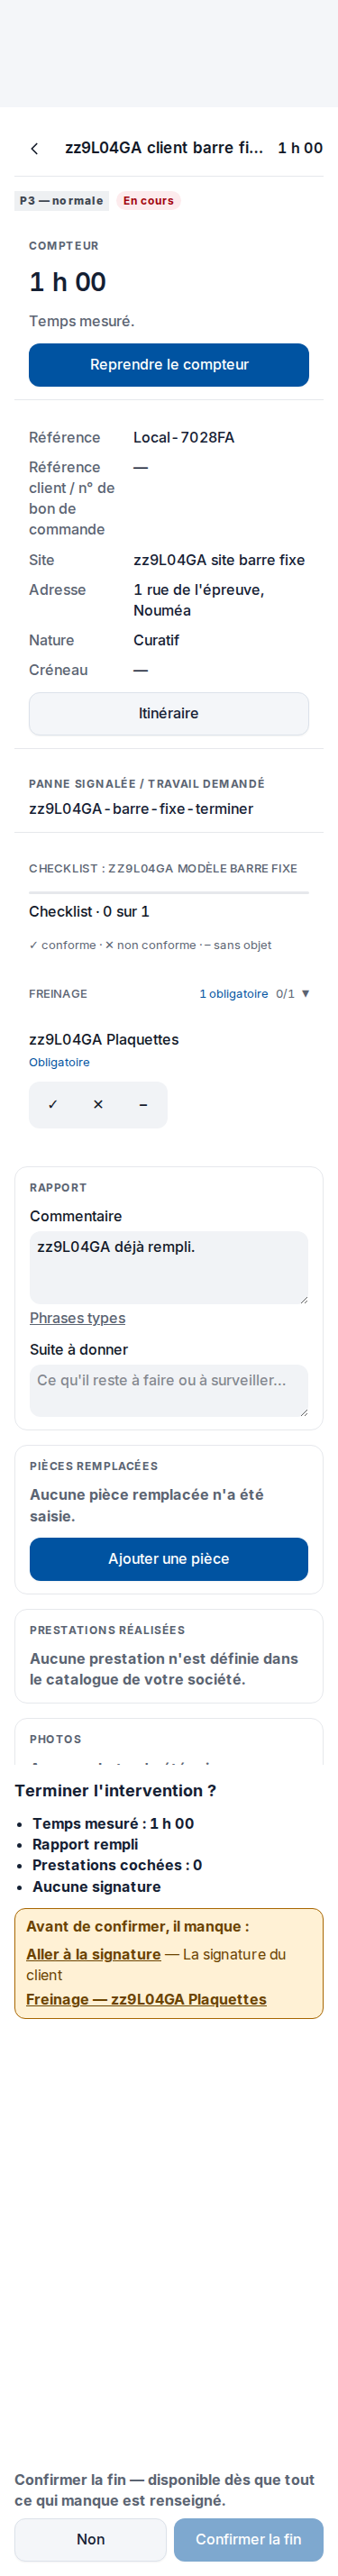 zz9L04GA client barre fi... 1 h 00
P3 — normale En cours
COMPTEUR
1 h 00
Temps mesuré.
Reprendre le compteur
Référence Local-7028FA
Référence —
client / n° de
bon de
commande
Site zz9L04GA site barre fixe
Adresse 1 rue de l'épreuve,
Nouméa
Nature Curatif
Créneau —
Itinéraire
PANNE SIGNALÉE / TRAVAIL DEMANDÉ
zz9L04GA-barre-fixe-terminer
CHECKLIST : ZZ9L04GA MODÈLE BARRE FIXE
Checklist · 0 sur 1
✓ conforme · ✕ non conforme · – sans objet
FREINAGE 1 obligatoire 0/1 ▼
zz9L04GA Plaquettes
Obligatoire
✓ ✕ –
RAPPORT
Commentaire
zz9L04GA déjà rempli.
Phrases types
Suite à donner
Ce qu'il reste à faire ou à surveiller...
PIÈCES REMPLACÉES
Aucune pièce remplacée n'a été
saisie.
Ajouter une pièce
PRESTATIONS RÉALISÉES
Aucune prestation n'est définie dans
le catalogue de votre société.
PHOTOS
Terminer l'intervention ?
• Temps mesuré : 1 h 00
• Rapport rempli
• Prestations cochées : 0
• Aucune signature
Avant de confirmer, il manque :
Aller à la signature — La signature du
client
Freinage — zz9L04GA Plaquettes
Confirmer la fin — disponible dès que tout
ce qui manque est renseigné.
Non Confirmer la fin